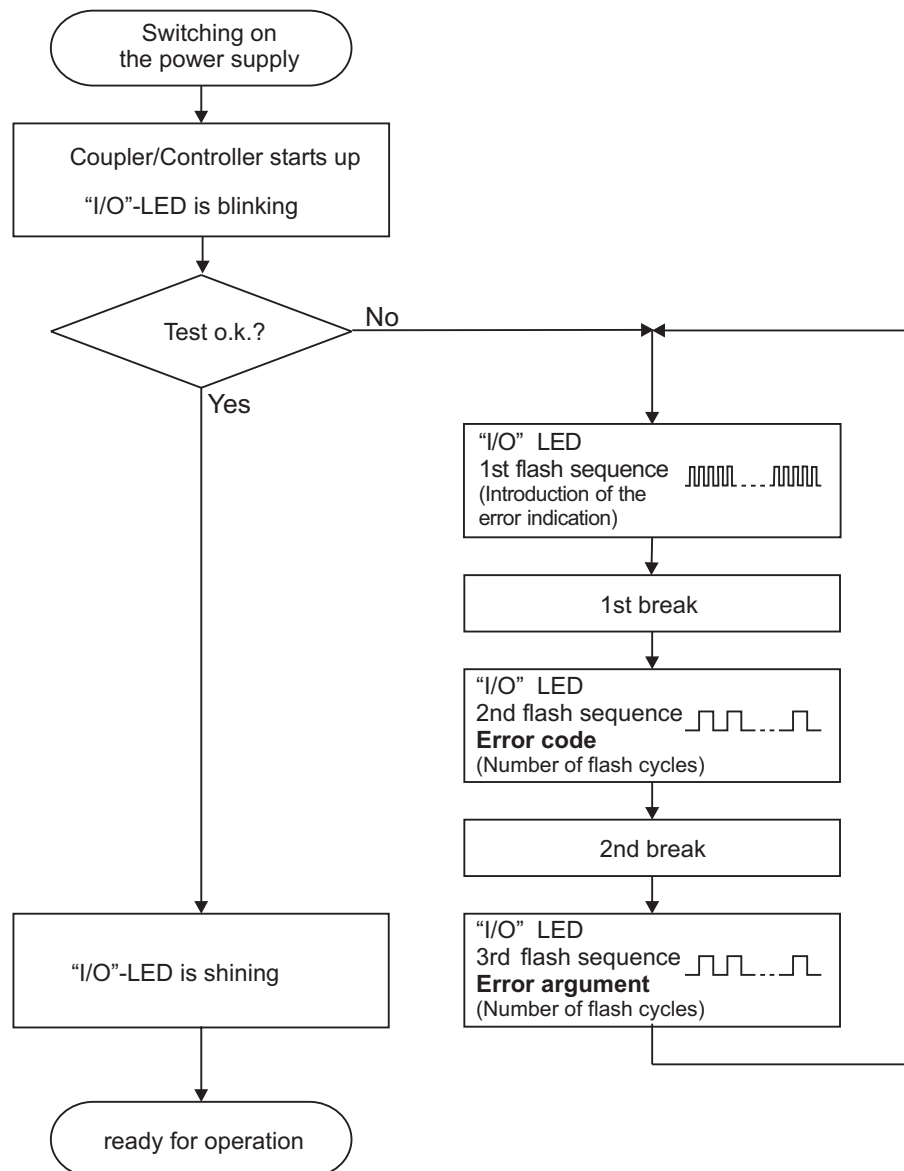 Switching on
the power supply
Coupler/Controller starts up
“I/O”-LED is blinking
Test o.k.?
No
Yes
“I/O” LED
1st flash sequence
(Introduction of the
error indication)
1st break
“I/O” LED
2nd flash sequence
Error code
(Number of flash cycles)
2nd break
“I/O” LED
3rd flash sequence
Error argument
(Number of flash cycles)
“I/O”-LED is shining
ready for operation